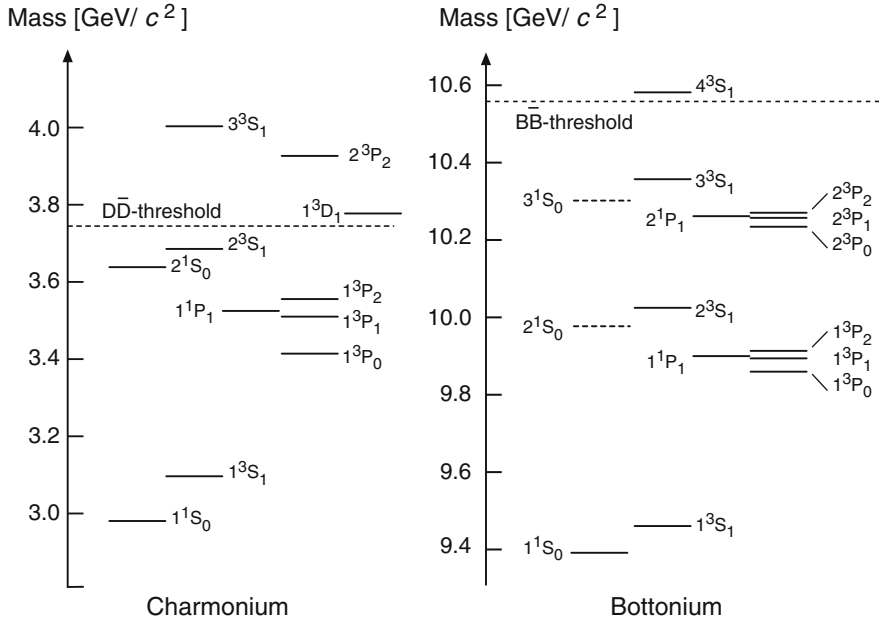 Mass [GeV/ c²]
4.0
3.8
3.6
3.4
3.2
3.0
3³S₁
2³P₂
1³D₁
DD̄-threshold
2³S₁
2¹S₀
1³P₂
1¹P₁
1³P₁
1³P₀
1³S₁
1¹S₀
Charmonium
Mass [GeV/ c²]
10.6
10.4
10.2
10.0
9.8
9.6
9.4
4³S₁
BB̄-threshold
3³S₁
3¹S₀
2³P₂
2¹P₁
2³P₁
2³P₀
2³S₁
2¹S₀
1³P₂
1¹P₁
1³P₁
1³P₀
1³S₁
1¹S₀
Bottonium